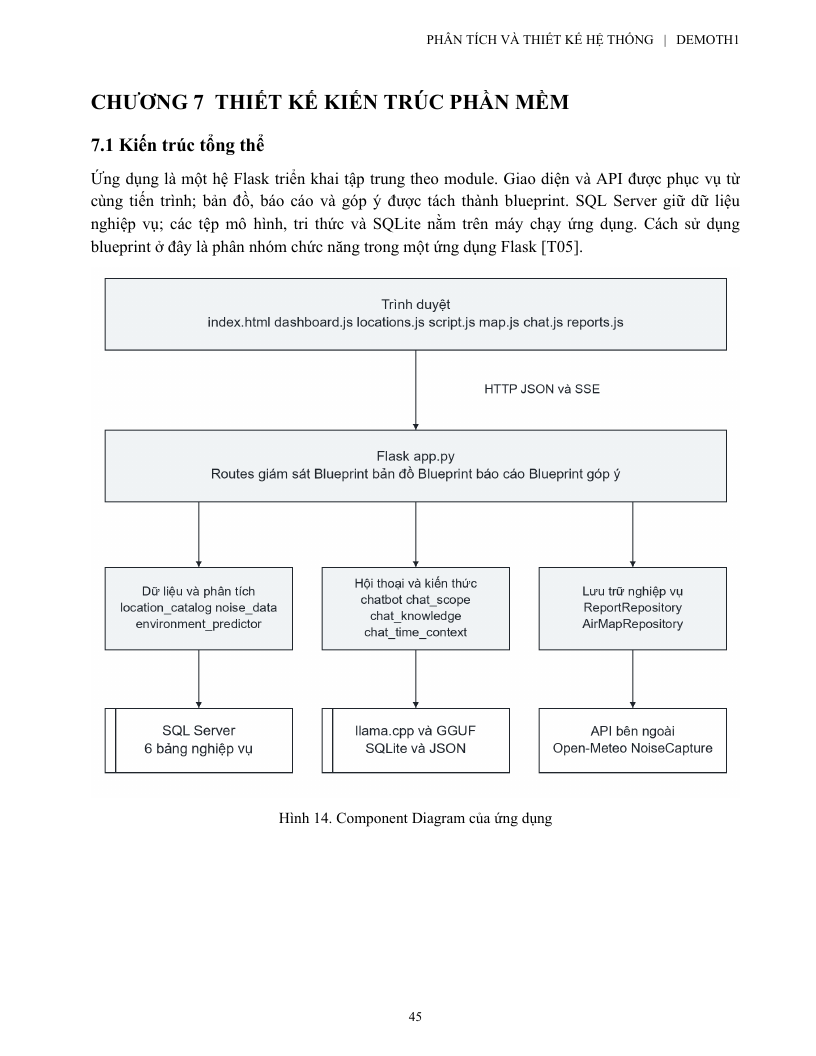 PHÂN TÍCH VÀ THIẾT KẾ HỆ THỐNG | DEMOTH1
CHƯƠNG 7 THIẾT KẾ KIẾN TRÚC PHẦN MỀM
7.1 Kiến trúc tổng thể
Ứng dụng là một hệ Flask triển khai tập trung theo module. Giao diện và API được phục vụ từ
cùng tiến trình; bản đồ, báo cáo và góp ý được tách thành blueprint. SQL Server giữ dữ liệu
nghiệp vụ; các tệp mô hình, tri thức và SQLite nằm trên máy chạy ứng dụng. Cách sử dụng
blueprint ở đây là phân nhóm chức năng trong một ứng dụng Flask [T05].
Trình duyệt
index.html dashboard.js locations.js script.js map.js chat.js reports.js
HTTP JSON và SSE
Flask app.py
Routes giám sát Blueprint bản đồ Blueprint báo cáo Blueprint góp ý
Dữ liệu và phân tích
location_catalog noise_data
environment_predictor
Hội thoại và kiến thức
chatbot chat_scope
chat_knowledge
chat_time_context
Lưu trữ nghiệp vụ
ReportRepository
AirMapRepository
SQL Server
6 bảng nghiệp vụ
llama.cpp và GGUF
SQLite và JSON
API bên ngoài
Open-Meteo NoiseCapture
Hình 14. Component Diagram của ứng dụng
45